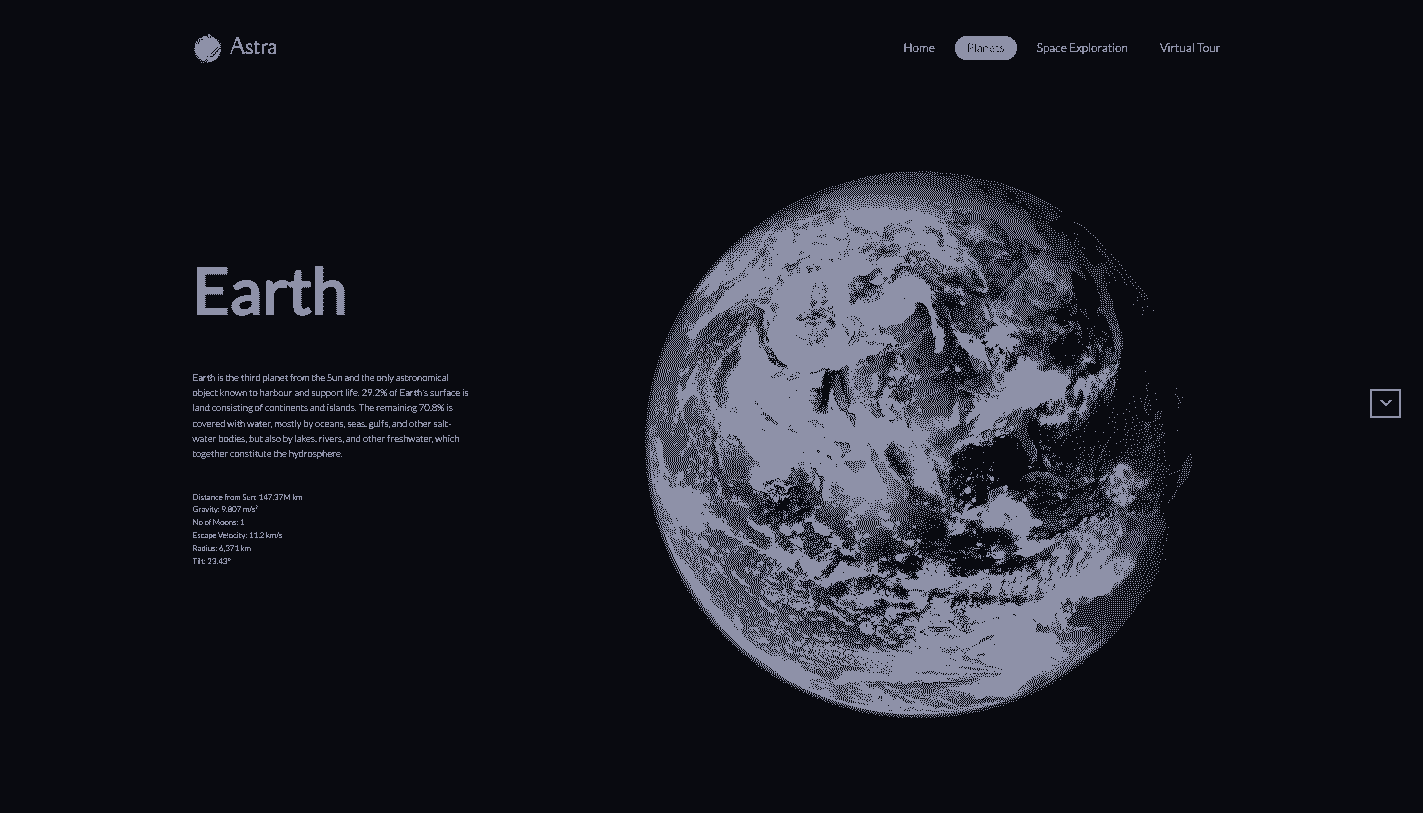 Astra
Home
Planets
Space Exploration
Virtual Tour
Earth
Earth is the third planet from the Sun and the only astronomical
object known to harbour and support life. 29.2% of Earth's surface is
land consisting of continents and islands. The remaining 70.8% is
covered with water, mostly by oceans, seas, gulfs, and other salt-
water bodies, but also by lakes, rivers, and other freshwater, which
together constitute the hydrosphere.
Distance from Sun: 147.37M km
Gravity: 9.807 m/s²
No of Moons: 1
Escape Velocity: 11.2 km/s
Radius: 6,371 km
Tilt: 23.43°